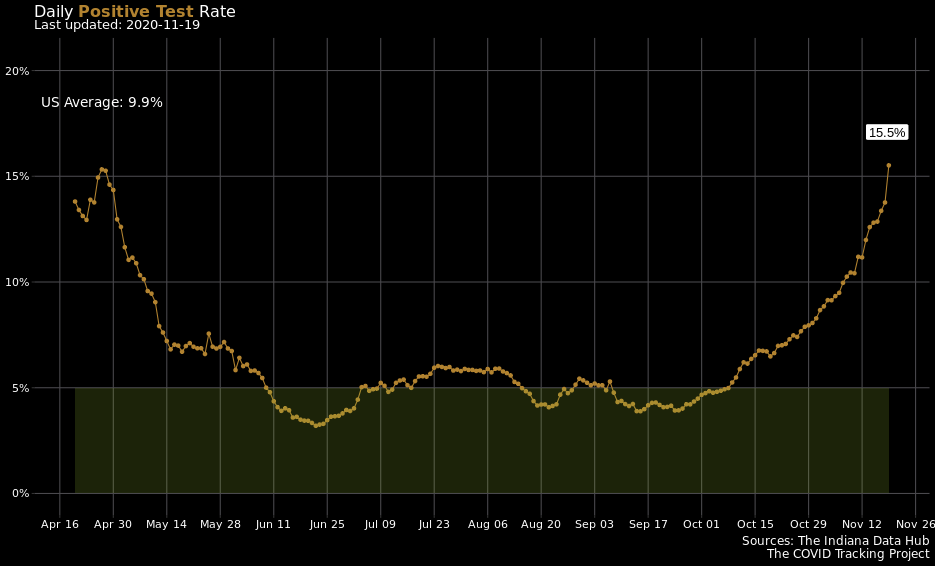 Daily Positive Test Rate
Last updated: 2020-11-19
20%
US Average: 9.9%
15.5%
15%
10%
5%
0%
Apr 16 Apr 30 May 14 May 28 Jun 11 Jun 25 Jul 09 Jul 23 Aug 06 Aug 20 Sep 03 Sep 17 Oct 01 Oct 15 Oct 29 Nov 12 Nov 26
Sources: The Indiana Data Hub
The COVID Tracking Project